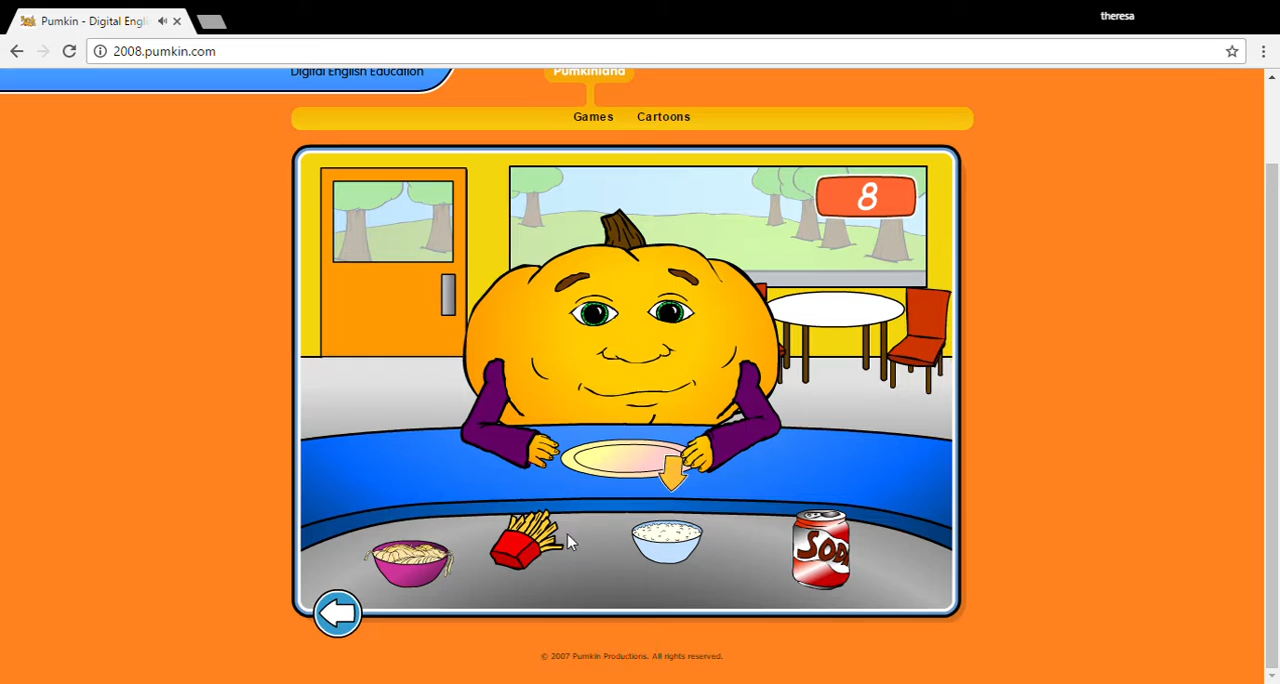 theresa
Pumkin - Digital Engli
2008.pumkin.com
Digital English Education
Pumkinland
Games Cartoons
8
SODA
© 2007 Pumkin Productions. All rights reserved.